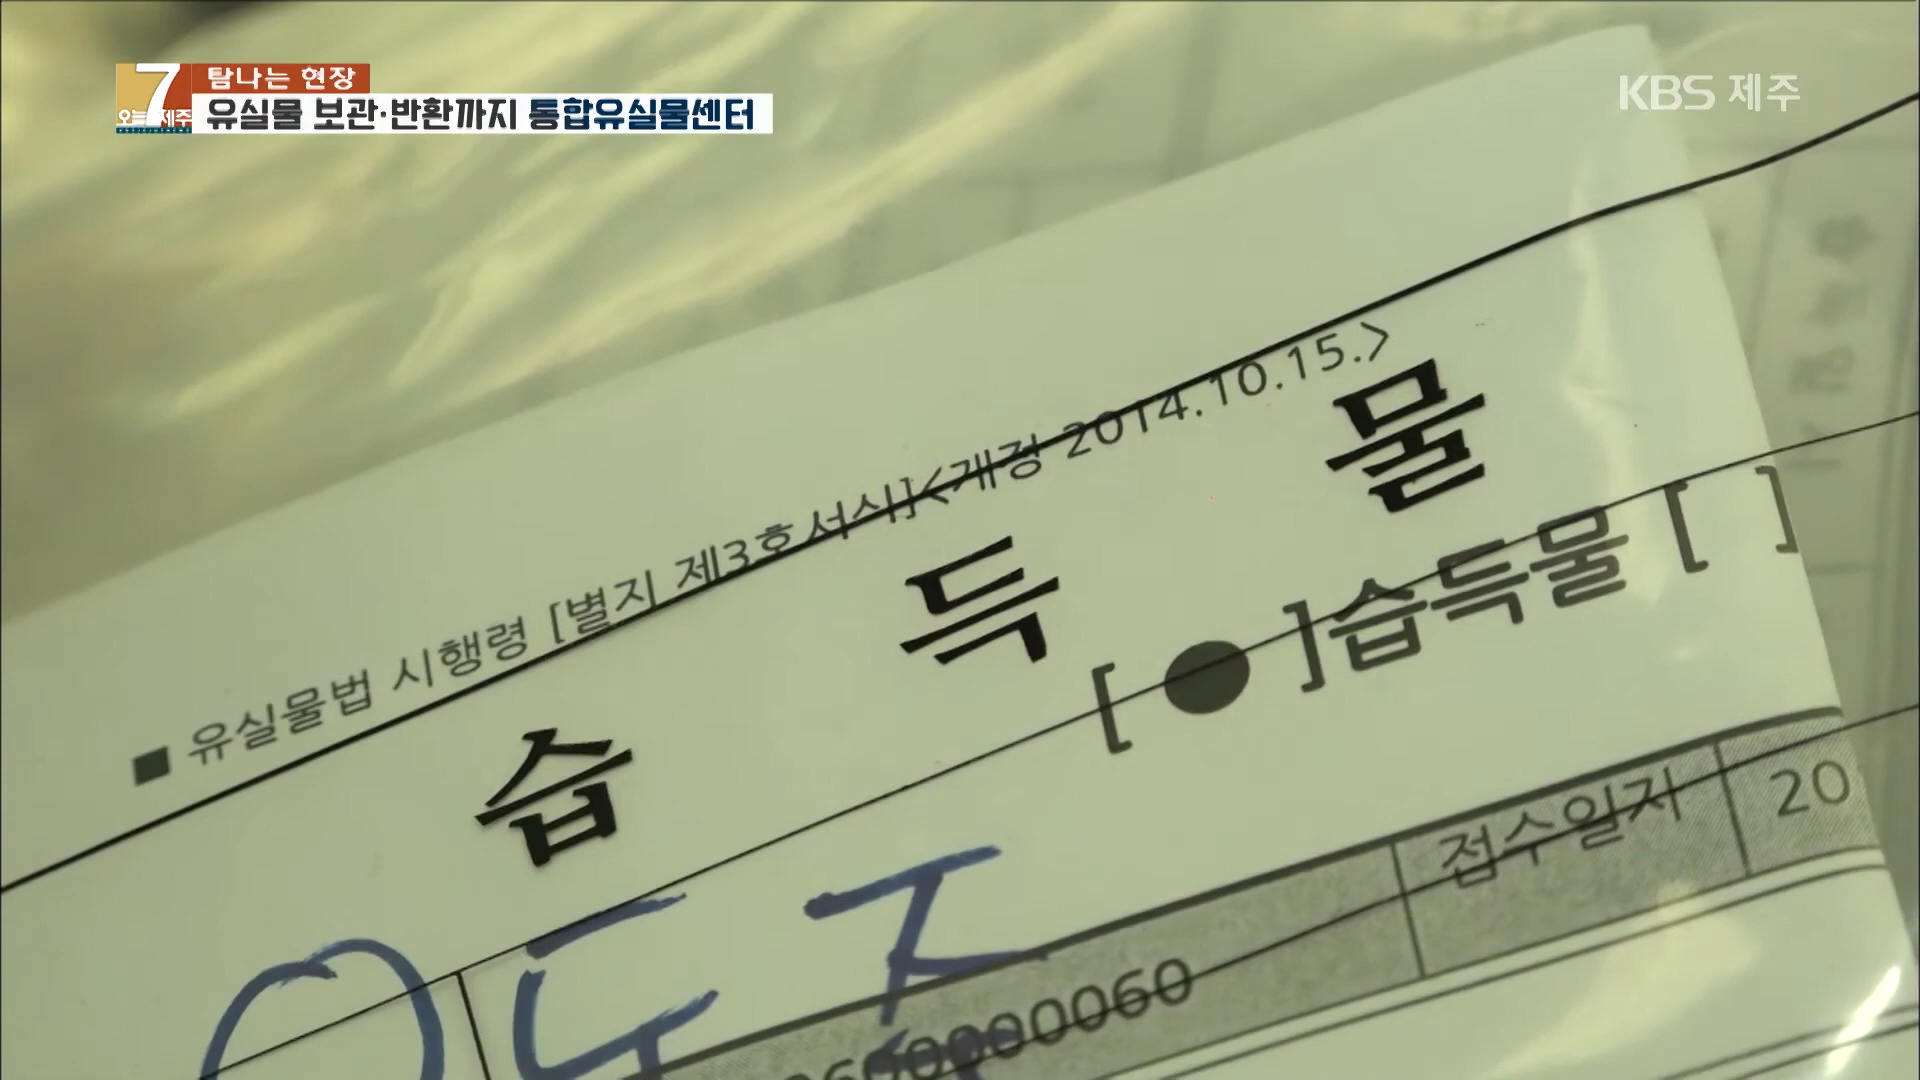 7
오늘 제주
탐나는 현장
유실물 보관·반환까지 통합유실물센터
KBS 제주
■ 유실물법 시행령 [별지 제3호서식]<개정 2014.10.15.>
습 득 물
[ ● ]습득물 [ ]
접수일자 20
600000060